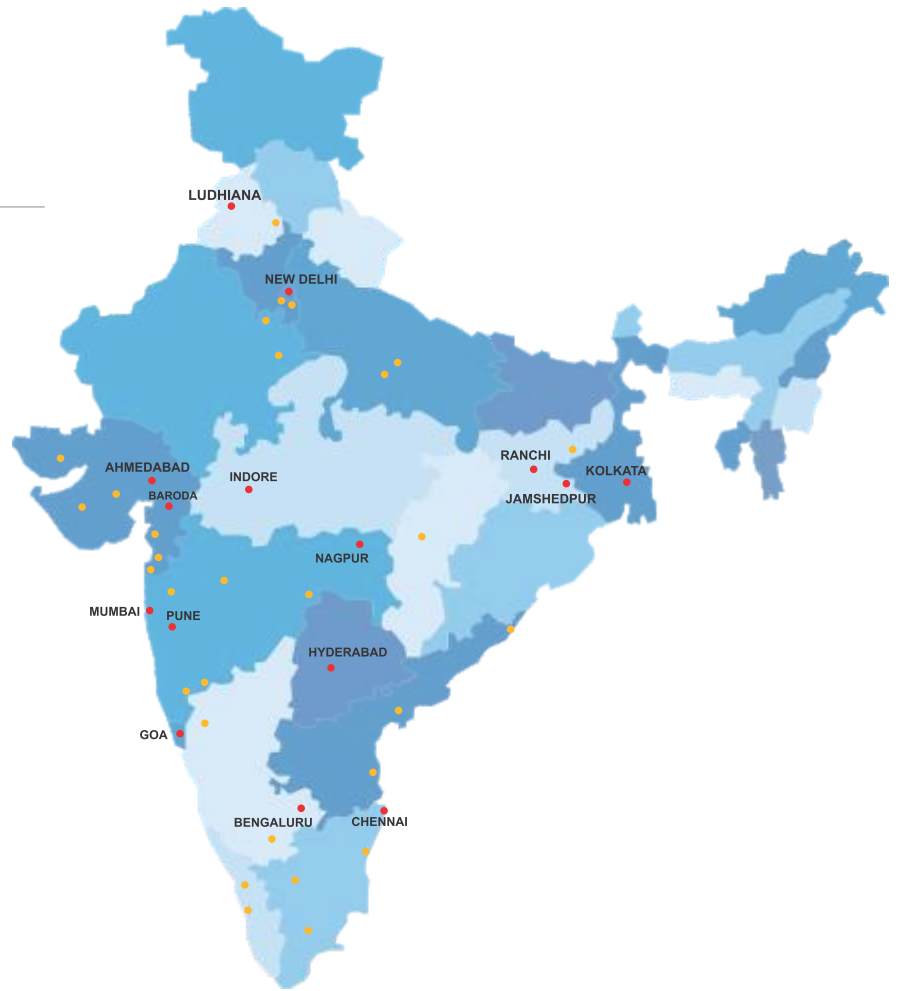 LUDHIANA
NEW DELHI
RANCHI
AHMEDABAD
KOLKATA
INDORE
BARODA
JAMSHEDPUR
NAGPUR
MUMBAI
PUNE
HYDERABAD
GOA
BENGALURU
CHENNAI